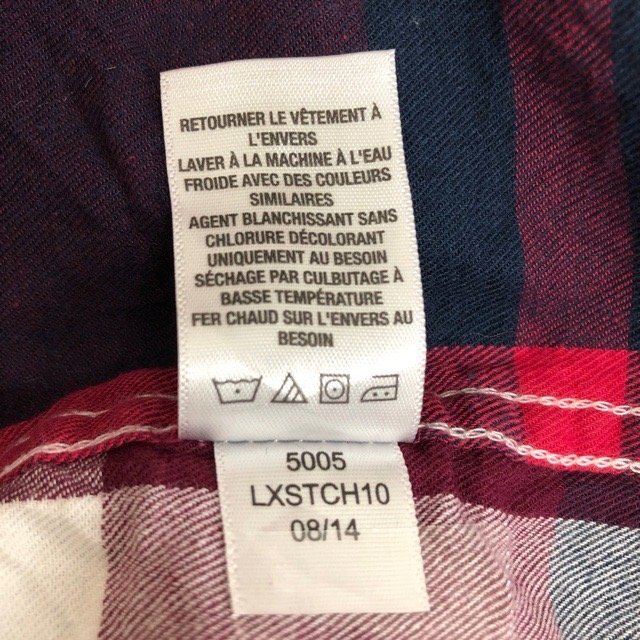 RETOURNER LE VÊTEMENT À
L'ENVERS
LAVER À LA MACHINE À L'EAU
FROIDE AVEC DES COULEURS
SIMILAIRES
AGENT BLANCHISSANT SANS
CHLORURE DÉCOLORANT
UNIQUEMENT AU BESOIN
SÉCHAGE PAR CULBUTAGE À
BASSE TEMPÉRATURE
FER CHAUD SUR L'ENVERS AU
BESOIN
5005
LXSTCH10
08/14